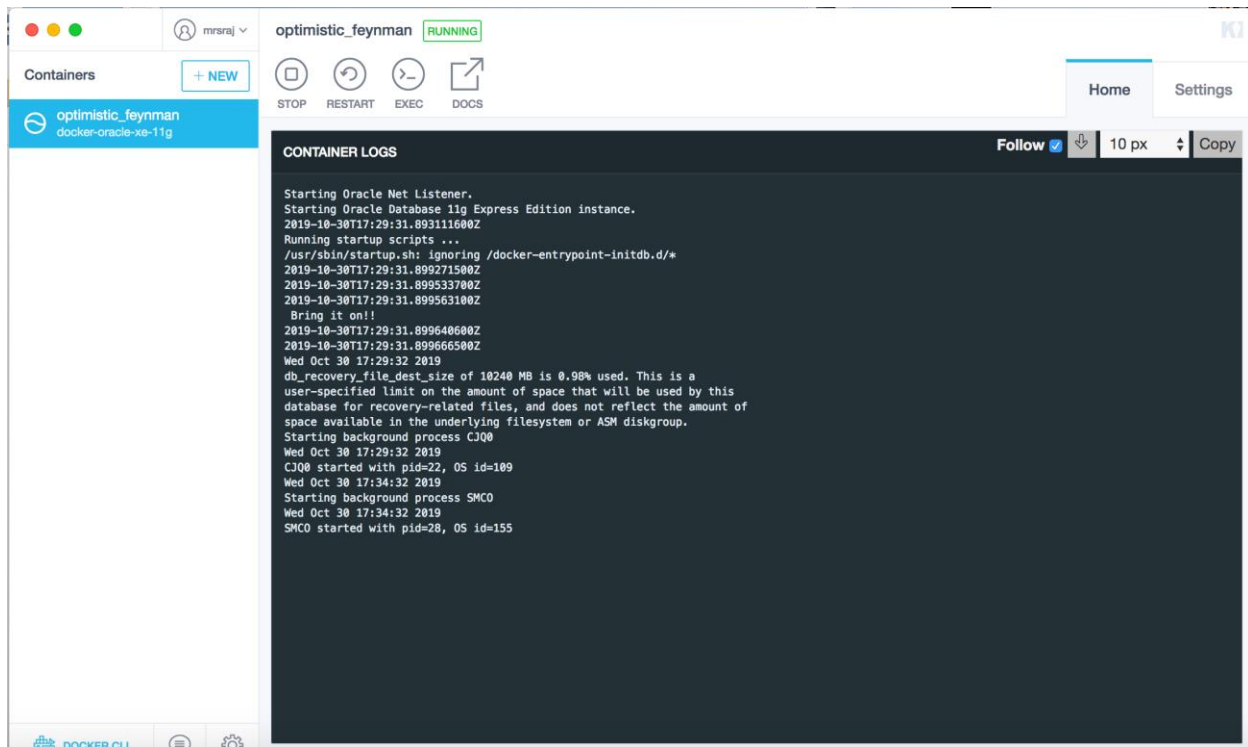 mrsraj
optimistic_feynman RUNNING
Containers
+ NEW
STOP RESTART EXEC DOCS
Home Settings
optimistic_feynman
docker-oracle-xe-11g
CONTAINER LOGS
Follow 10 px Copy
Starting Oracle Net Listener.
Starting Oracle Database 11g Express Edition instance.
2019-10-30T17:29:31.893111600Z
Running startup scripts ...
/usr/sbin/startup.sh: ignoring /docker-entrypoint-initdb.d/*
2019-10-30T17:29:31.899271500Z
2019-10-30T17:29:31.899533700Z
2019-10-30T17:29:31.899563100Z
Bring it on!!
2019-10-30T17:29:31.899640600Z
2019-10-30T17:29:31.899666500Z
Wed Oct 30 17:29:32 2019
db_recovery_file_dest_size of 10240 MB is 0.98% used. This is a
user-specified limit on the amount of space that will be used by this
database for recovery-related files, and does not reflect the amount of
space available in the underlying filesystem or ASM diskgroup.
Starting background process CJQ0
Wed Oct 30 17:29:32 2019
CJQ0 started with pid=22, OS id=109
Wed Oct 30 17:34:32 2019
Starting background process SMCO
Wed Oct 30 17:34:32 2019
SMCO started with pid=28, OS id=155
DOCKER CLI